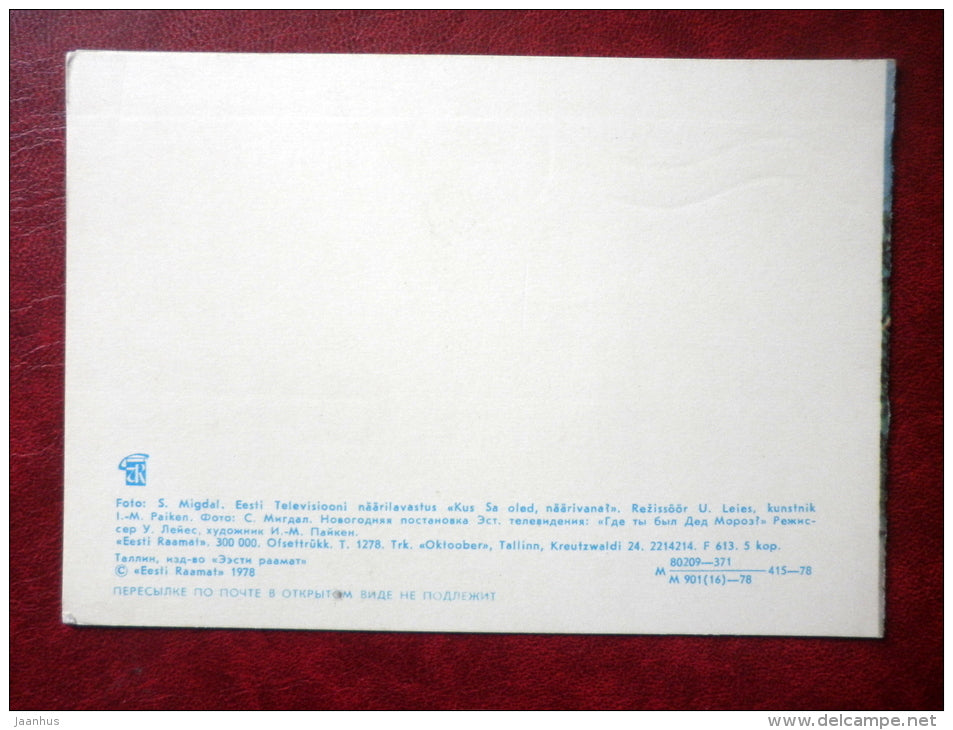 Foto: S. Migdal. Eesti Televisiooni näärilavastus «Kus Sa oled, näärivana?». Režissöör U. Leies, kunstnik
I.-M. Paiken. Фото: С. Мигдал. Новогодняя постановка Эст. телевидения: «Где ты был Дед Мороз?» Режис-
сер У. Лейес, художник И.-М. Пайкен.
«Eesti Raamat». 300 000. Ofsettrükk. T. 1278. Trk. «Oktoober», Tallinn, Kreutzwaldi 24. 2214214. F 613. 5 kop.
Таллин, изд-во «Ээсти раамат»
© «Eesti Raamat» 1978
М 80209—371 415—78
М 901(16)—78
ПЕРЕСЫЛКЕ ПО ПОЧТЕ В ОТКРЫТОМ ВИДЕ НЕ ПОДЛЕЖИТ
Jaanhus
www.delcampe.net